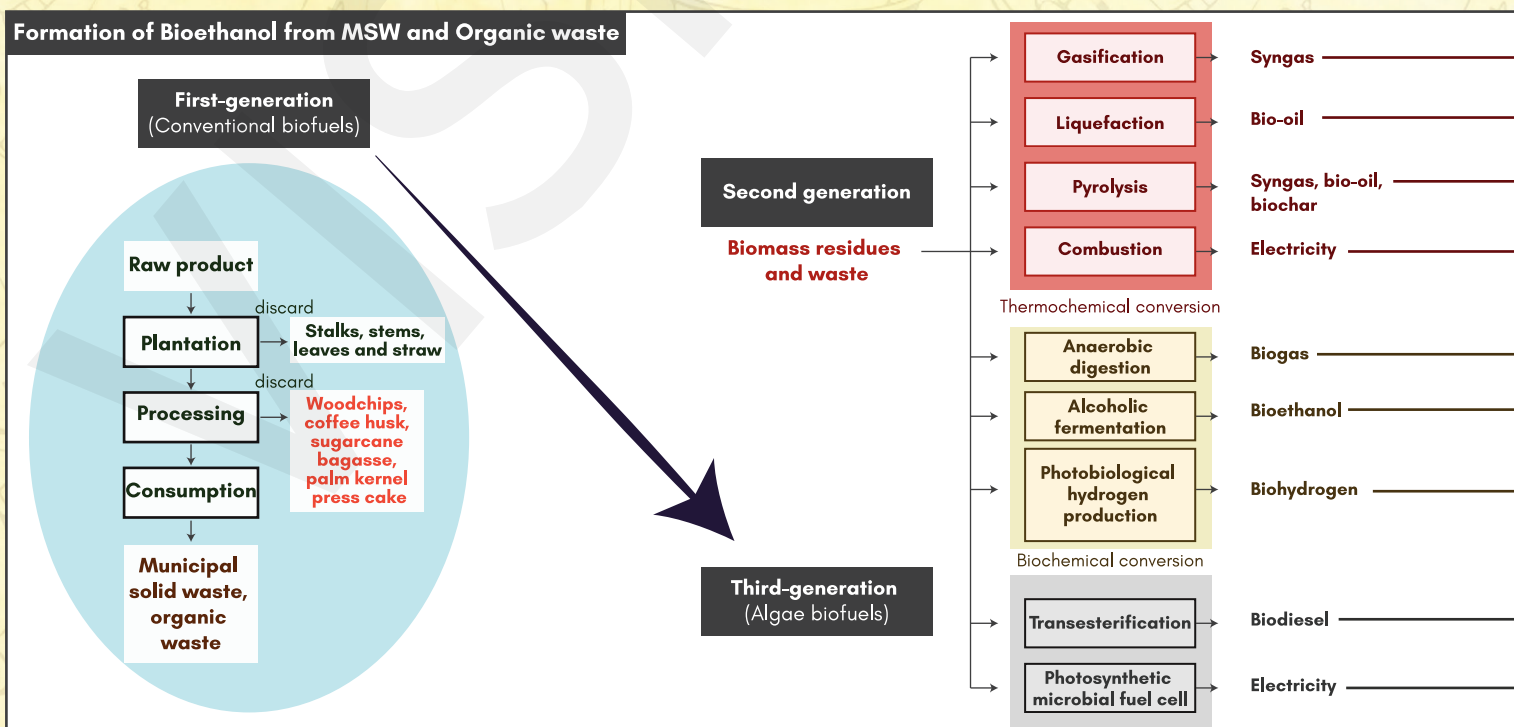 Formation of Bioethanol from MSW and Organic waste
First-generation
(Conventional biofuels)
Raw product
discard
Plantation
Stalks, stems,
leaves and straw
discard
Processing
Woodchips,
coffee husk,
sugarcane
bagasse,
palm kernel
press cake
Consumption
Municipal
solid waste,
organic
waste
Second generation
Biomass residues
and waste
Third-generation
(Algae biofuels)
Gasification
Syngas
Liquefaction
Bio-oil
Pyrolysis
Syngas, bio-oil,
biochar
Combustion
Electricity
Thermochemical conversion
Anaerobic
digestion
Biogas
Alcoholic
fermentation
Bioethanol
Photobiological
hydrogen
production
Biohydrogen
Biochemical conversion
Transesterification
Biodiesel
Photosynthetic
microbial fuel cell
Electricity